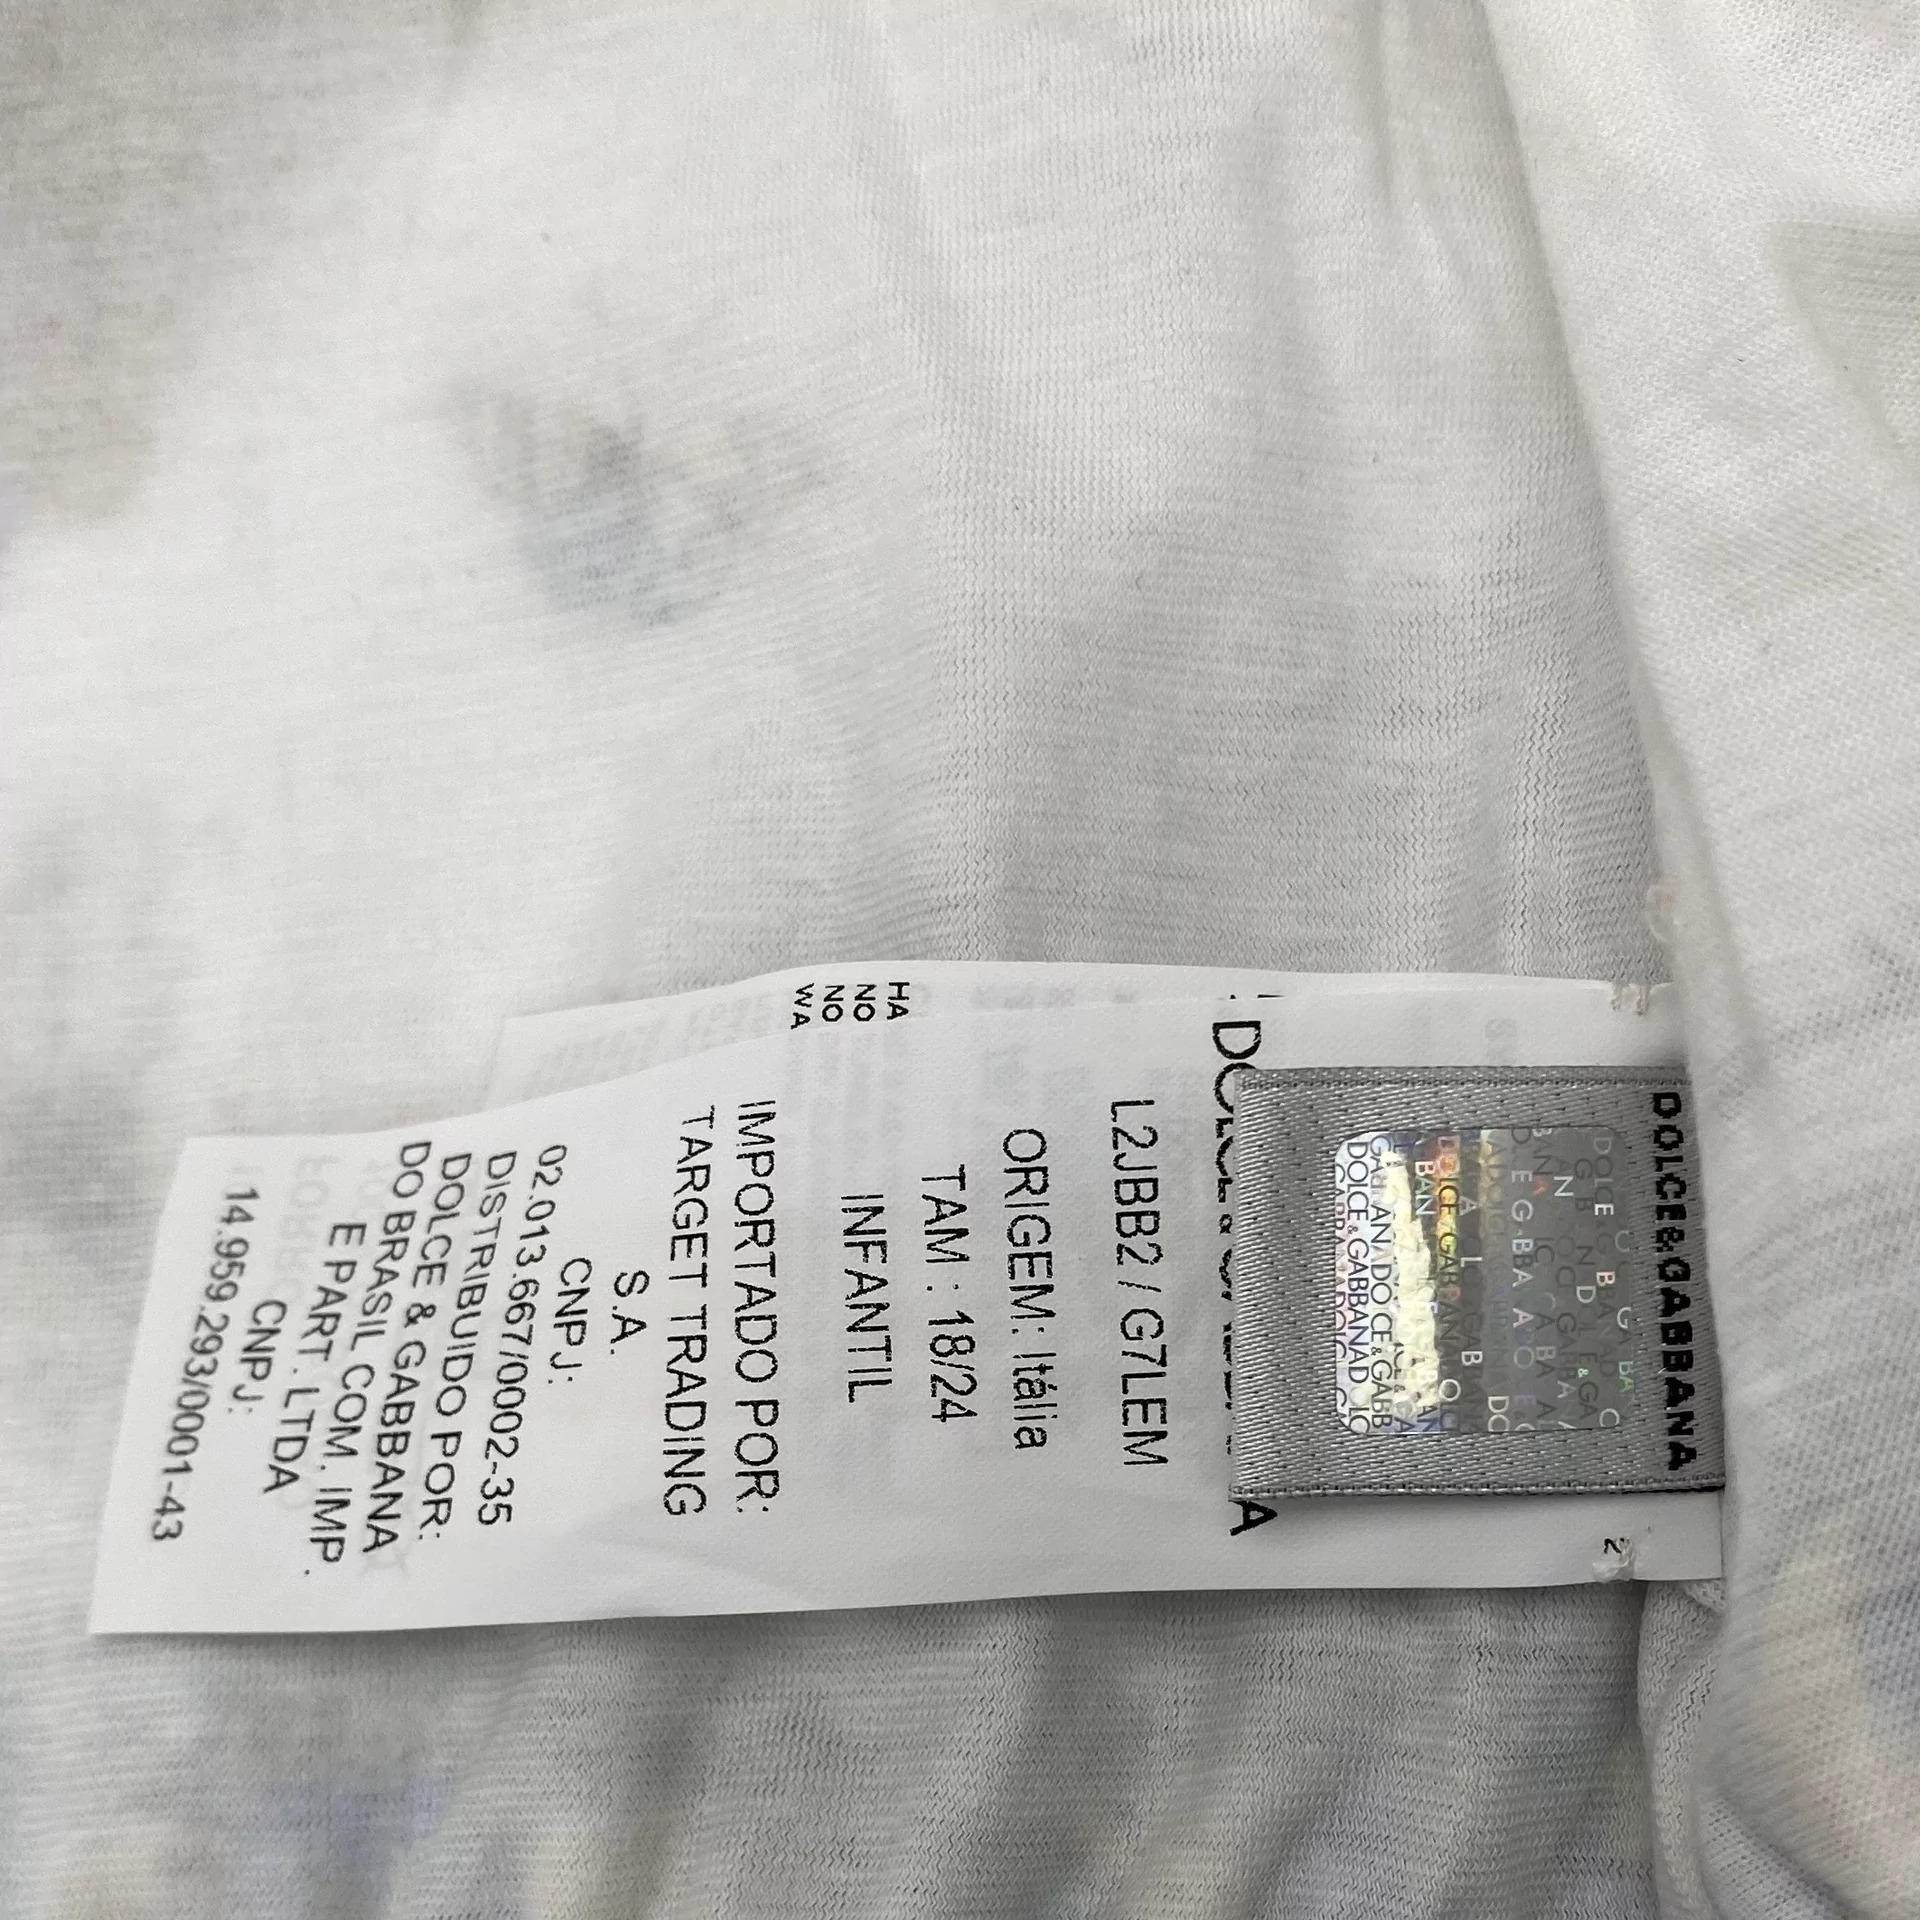 DOLCE&GABBANA
2
L2JBB2 / G7LEM
ORIGEM: Itália
TAM : 18/24
INFANTIL
IMPORTADO POR:
TARGET TRADING
S.A.
CNPJ:
02.013.667/0002-35
DISTRIBUIDO POR:
DOLCE & GABBANA
DO BRASIL COM. IMP.
E PART. LTDA
CNPJ:
14.959.293/0001-43
HA
NO
NO
WA